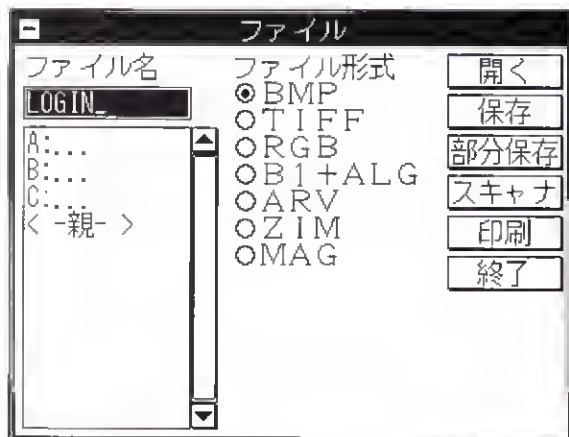 ファイル
ファイル名
LOGIN_
A:...
B:...
C:...
< -親- >
ファイル形式
BMP
TIFF
RGB
B1+ALG
ARV
ZIM
MAG
開く
保存
部分保存
スキャナ
印刷
終了